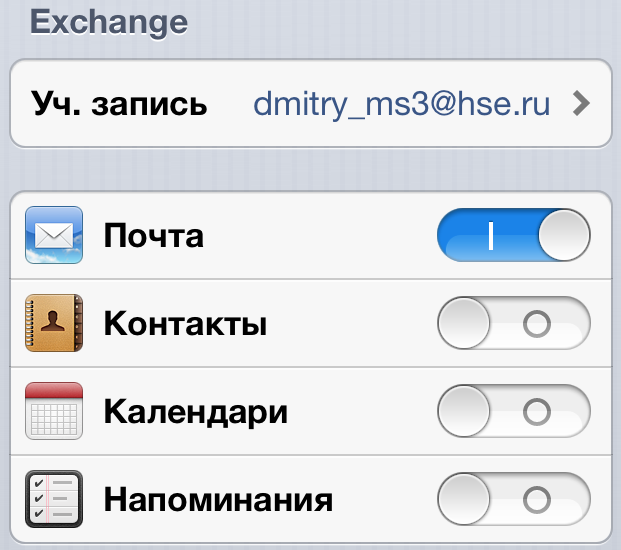 Exchange
Уч. запись dmitry_ms3@hse.ru
Почта
Контакты
Календари
Напоминания